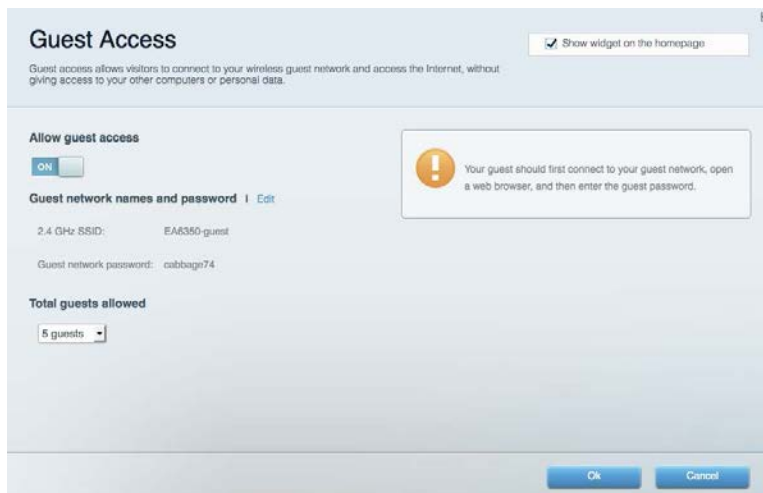 Guest Access
Show widget on the homepage
Guest access allows visitors to connect to your wireless guest network and access the Internet, without
giving access to your other computers or personal data.
Allow guest access
ON
Your guest should first connect to your guest network, open
a web browser, and then enter the guest password.
Guest network names and password | Edit
2.4 GHz SSID: EA6350-guest
Guest network password: cabbage74
Total guests allowed
5 guests
Ok Cancel